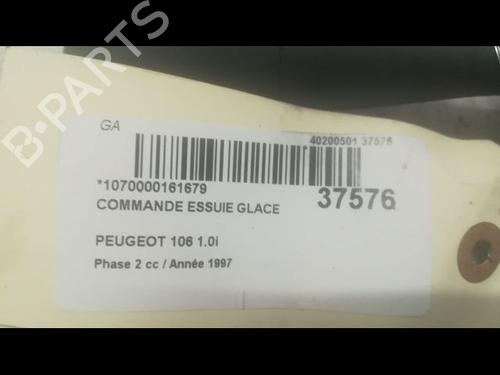 B-PARTS
GA
40200501 37576
*1070000161679
37576
COMMANDE ESSUIE GLACE
PEUGEOT 106 1.0i
Phase 2 cc / Année 1997